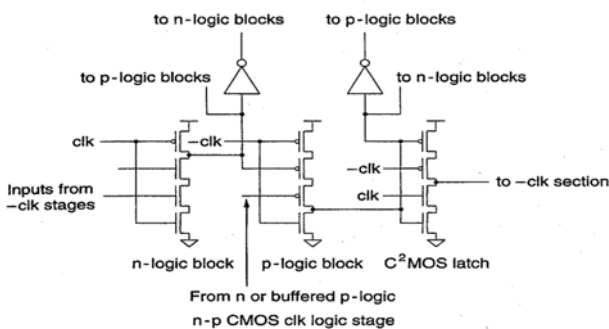 to n-logic blocks
to p-logic blocks
to p-logic blocks
to n-logic blocks
clk
-clk
-clk
clk
Inputs from
-clk stages
to -clk section
n-logic block
p-logic block
C²MOS latch
From n or buffered p-logic
n-p CMOS clk logic stage